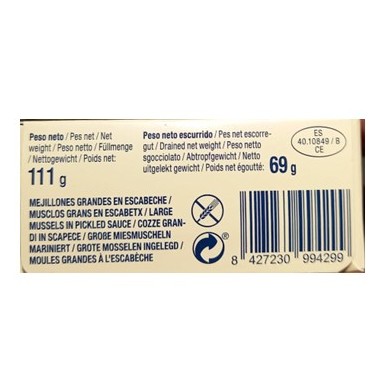 Peso neto / Pes net / Net
weight / Peso netto / Füllmenge
/ Nettogewicht / Poids net:
111 g
Peso neto escurrido / Pes net escorre-
gut / Drained net weight / Peso netto
sgocciolato / Abtropfgewicht / Netto
uitgelekt gewicht / Poids net égoutté: 69 g
ES
40.10849 / B
CE
MEJILLONES GRANDES EN ESCABECHE /
MUSCLOS GRANS EN ESCABETX / LARGE
MUSSELS IN PICKLED SAUCE / COZZE GRAN-
DI IN SCAPECE / GROßE MIESMUSCHELN
MARINIERT / GROTE MOSSELEN INGELEGD /
MOULES GRANDES À L'ESCABÈCHE
8 427230 994299